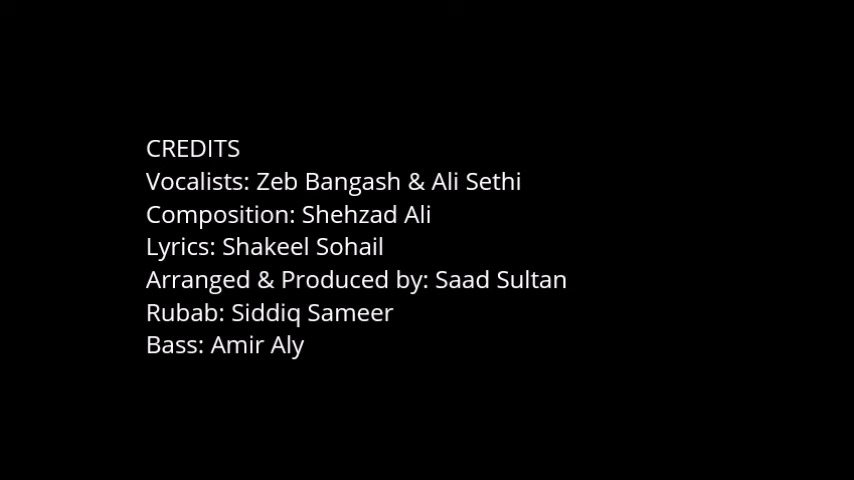 CREDITS
Vocalists: Zeb Bangash & Ali Sethi
Composition: Shehzad Ali
Lyrics: Shakeel Sohail
Arranged & Produced by: Saad Sultan
Rubab: Siddiq Sameer
Bass: Amir Aly